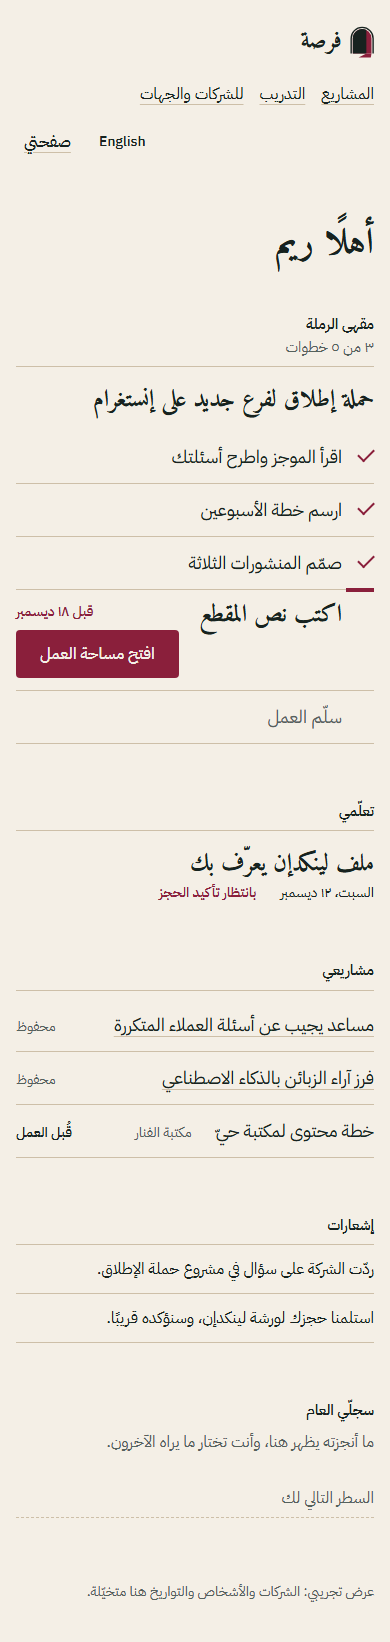 فرصة
المشاريع التدريب للشركات والجهات
English صفحتي
أهلًا ريم
مقهى الرملة
٣ من ٥ خطوات
حملة إطلاق لفرع جديد على إنستغرام
اقرأ الموجز واطرح أسئلتك
ارسم خطة الأسبوعين
صمّم المنشورات الثلاثة
اكتب نص المقطع قبل ١٨ ديسمبر
افتح مساحة العمل
سلّم العمل
تعلّمي
ملف لينكدإن يعرّف بك
السبت، ١٢ ديسمبر بانتظار تأكيد الحجز
مشاريعي
مساعد يجيب عن أسئلة العملاء المتكررة محفوظ
فرز آراء الزبائن بالذكاء الاصطناعي محفوظ
خطة محتوى لمكتبة حيّ مكتبة الفنار قُبل العمل
إشعارات
ردّت الشركة على سؤال في مشروع حملة الإطلاق.
استلمنا حجزك لورشة لينكدإن، وسنؤكده قريبًا.
سجلّي العام
ما أنجزته يظهر هنا، وأنت تختار ما يراه الآخرون.
السطر التالي لك
عرض تجريبي: الشركات والأشخاص والتواريخ هنا متخيّلة.